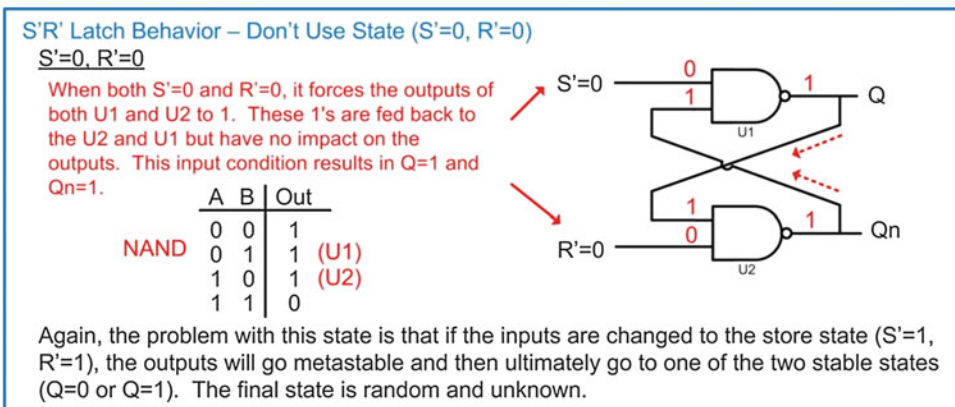 S'R' Latch Behavior – Don't Use State (S'=0, R'=0)
S'=0, R'=0
When both S'=0 and R'=0, it forces the outputs of
both U1 and U2 to 1. These 1's are fed back to
the U2 and U1 but have no impact on the
outputs. This input condition results in Q=1 and
Qn=1.
A B Out
0 0 1
NAND 0 1 1 (U1)
1 0 1 (U2)
1 1 0
S'=0 0 1 Q
1
U1
1 1 Qn
R'=0 0
U2
Again, the problem with this state is that if the inputs are changed to the store state (S'=1,
R'=1), the outputs will go metastable and then ultimately go to one of the two stable states
(Q=0 or Q=1). The final state is random and unknown.